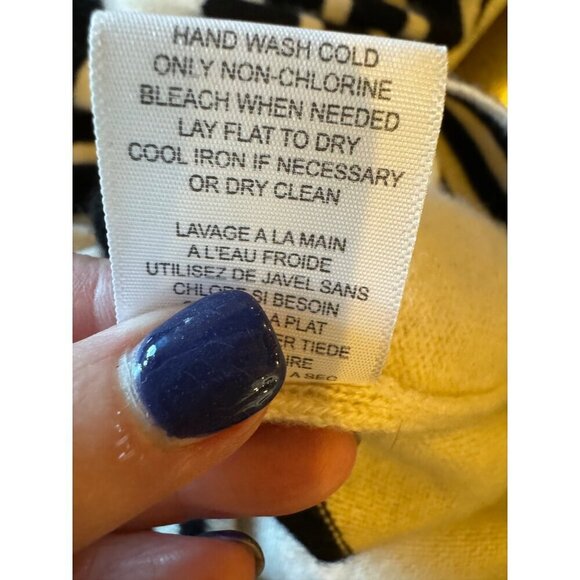 HAND WASH COLD
ONLY NON-CHLORINE
BLEACH WHEN NEEDED
LAY FLAT TO DRY
COOL IRON IF NECESSARY
OR DRY CLEAN
LAVAGE A LA MAIN
A L'EAU FROIDE
UTILISEZ DE JAVEL SANS
CHLORE SI BESOIN
A PLAT
TIEDE
A SEC